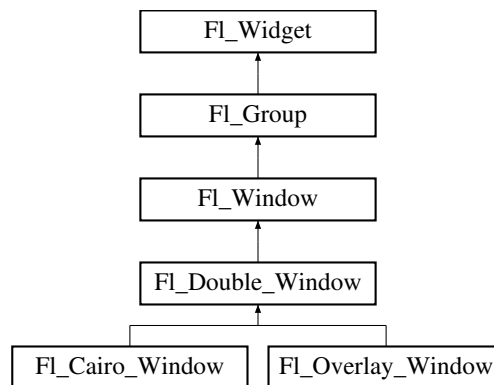 Fl_Widget
Fl_Group
Fl_Window
Fl_Double_Window
Fl_Cairo_Window
Fl_Overlay_Window